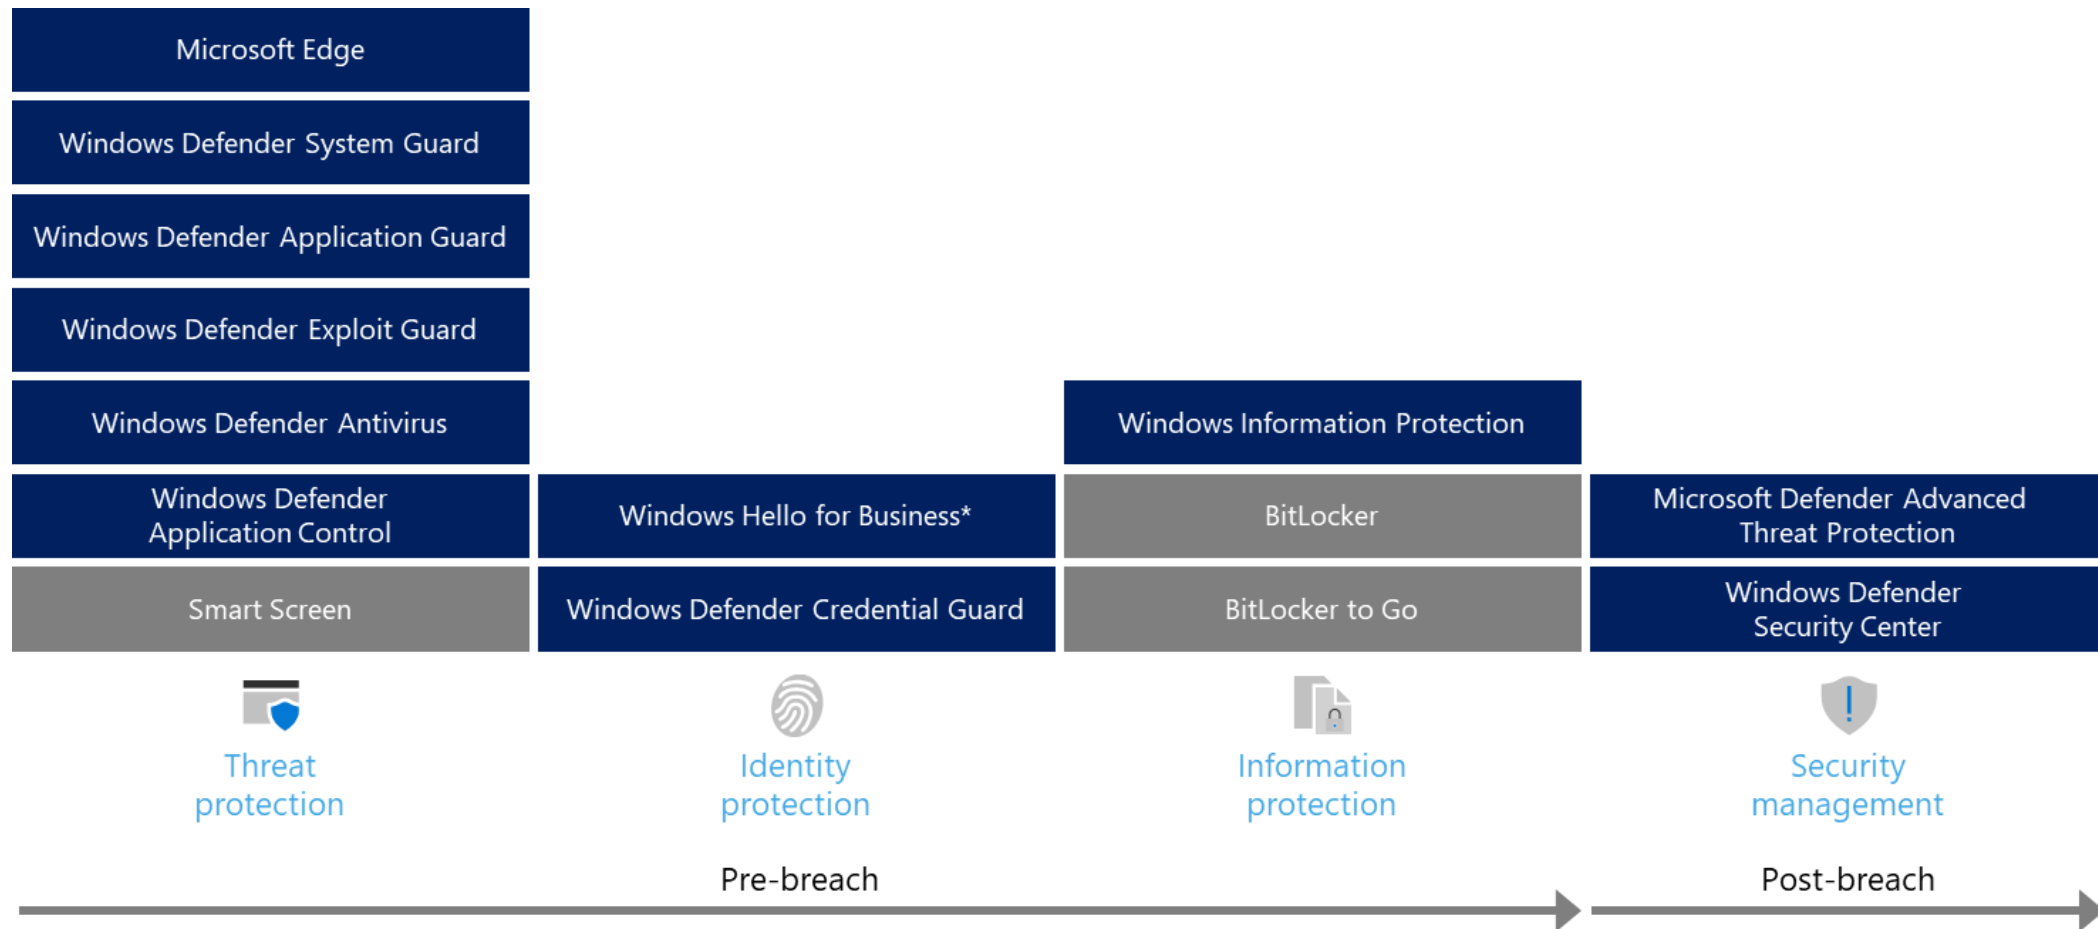 Microsoft Edge
Windows Defender System Guard
Windows Defender Application Guard
Windows Defender Exploit Guard
Windows Defender Antivirus
Windows Defender
Application Control
Smart Screen
Threat
protection
Windows Hello for Business*
Windows Defender Credential Guard
Identity
protection
Windows Information Protection
BitLocker
BitLocker to Go
Information
protection
Microsoft Defender Advanced
Threat Protection
Windows Defender
Security Center
Security
management
Pre-breach
Post-breach